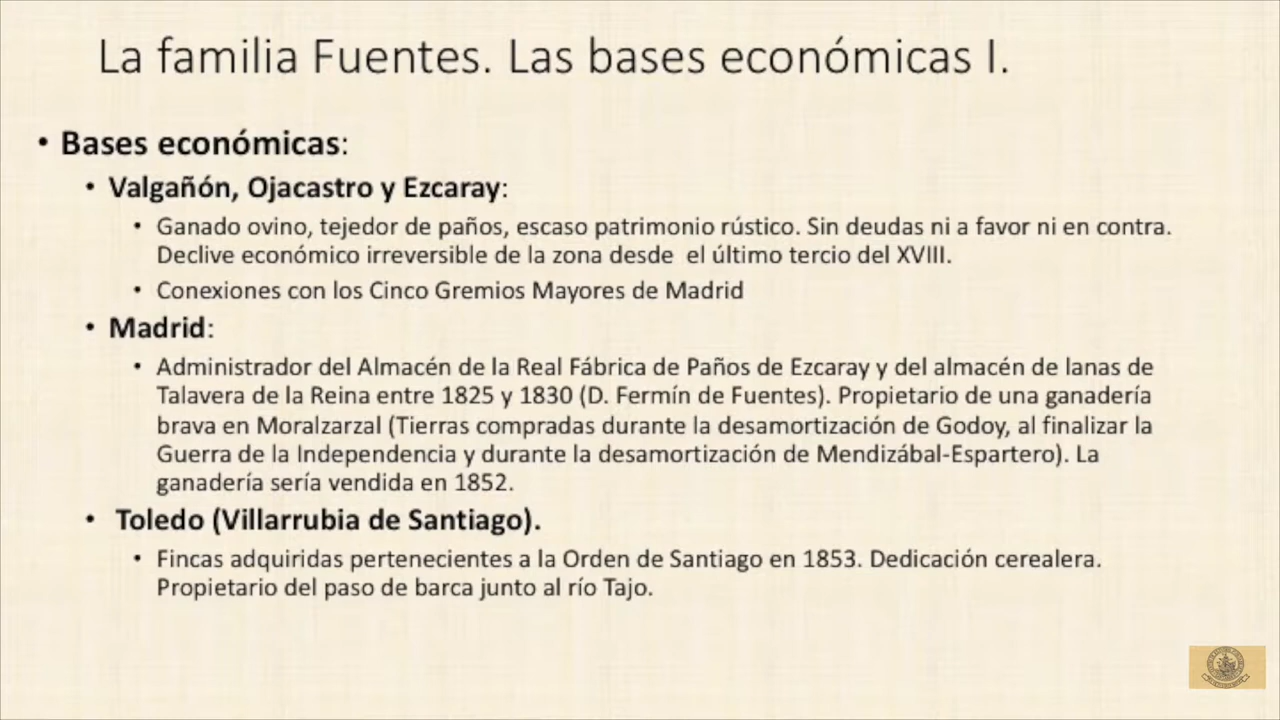 La familia Fuentes. Las bases económicas I.
• Bases económicas:
• Valgañón, Ojacastro y Ezcaray:
• Ganado ovino, tejedor de paños, escaso patrimonio rústico. Sin deudas ni a favor ni en contra.
Declive económico irreversible de la zona desde  el último tercio del XVIII.
• Conexiones con los Cinco Gremios Mayores de Madrid
• Madrid:
• Administrador del Almacén de la Real Fábrica de Paños de Ezcaray y del almacén de lanas de
Talavera de la Reina entre 1825 y 1830 (D. Fermín de Fuentes). Propietario de una ganadería
brava en Moralzarzal (Tierras compradas durante la desamortización de Godoy, al finalizar la
Guerra de la Independencia y durante la desamortización de Mendizábal-Espartero). La
ganadería sería vendida en 1852.
• Toledo (Villarrubia de Santiago).
• Fincas adquiridas pertenecientes a la Orden de Santiago en 1853. Dedicación cerealera.
Propietario del paso de barca junto al río Tajo.